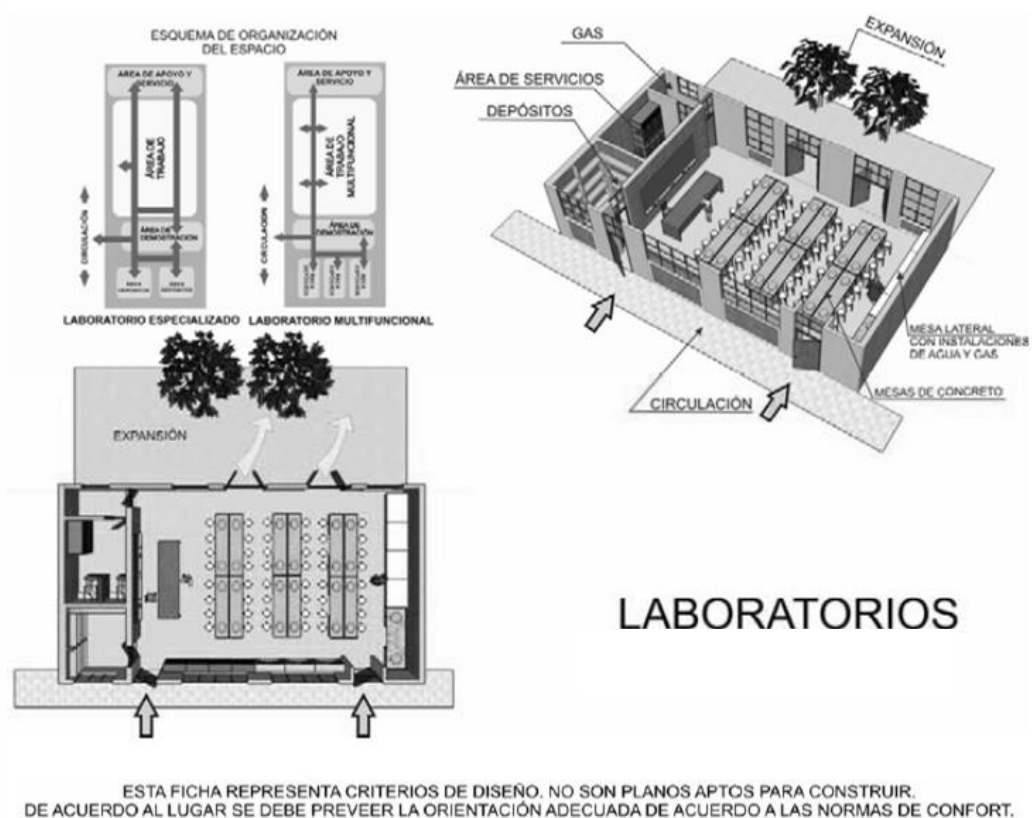 ESQUEMA DE ORGANIZACIÓN
DEL ESPACIO
ÁREA DE APOYO Y
SERVICIO
ÁREA DE
TRABAJO
ÁREA DE
DEMOSTRACIÓN
CIRCULACIÓN
LABORATORIO ESPECIALIZADO
ÁREA DE APOYO Y
SERVICIO
ÁREA DE
TRABAJO
MULTIFUNCIONAL
ÁREA DE
DEMOSTRACIÓN
CIRCULACIÓN
LABORATORIO MULTIFUNCIONAL
GAS
ÁREA DE SERVICIOS
DEPÓSITOS
EXPANSIÓN
MESA LATERAL
CON INSTALACIONES
DE AGUA Y GAS
MESAS DE CONCRETO
CIRCULACIÓN
EXPANSIÓN
LABORATORIOS
ESTA FICHA REPRESENTA CRITERIOS DE DISEÑO. NO SON PLANOS APTOS PARA CONSTRUIR.
DE ACUERDO AL LUGAR SE DEBE PREVEER LA ORIENTACIÓN ADECUADA DE ACUERDO A LAS NORMAS DE CONFORT.